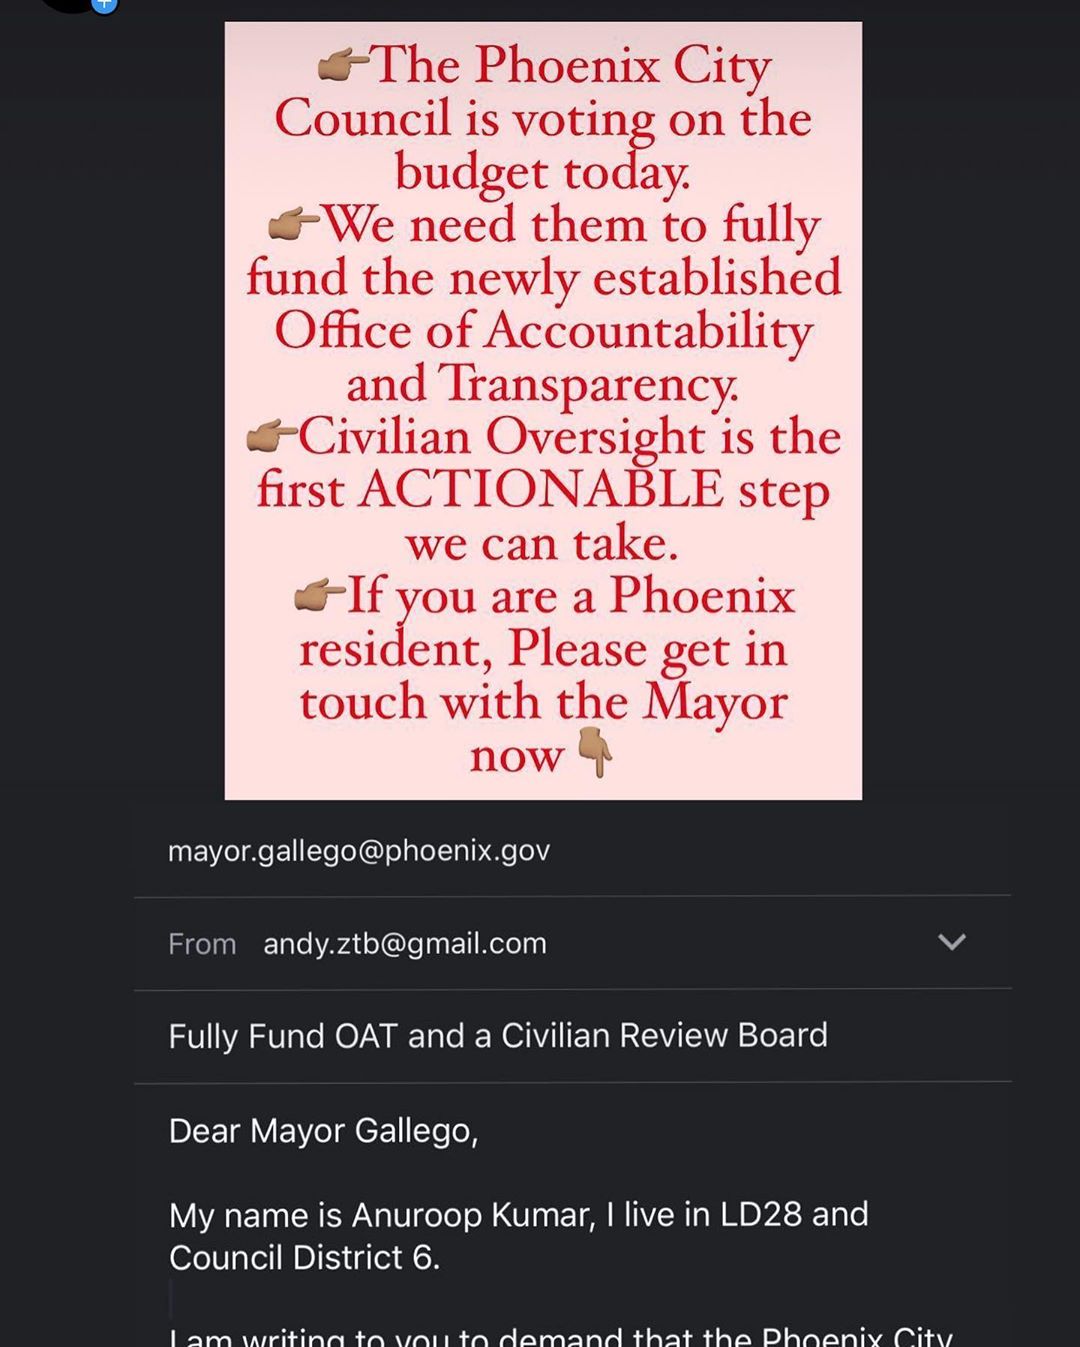 👉🏽The Phoenix City
Council is voting on the
budget today.
👉🏽We need them to fully
fund the newly established
Office of Accountability
and Transparency.
👉🏽Civilian Oversight is the
first ACTIONABLE step
we can take.
👉🏽If you are a Phoenix
resident, Please get in
touch with the Mayor
now👇🏽
mayor.gallego@phoenix.gov
From andy.ztb@gmail.com
Fully Fund OAT and a Civilian Review Board
Dear Mayor Gallego,
My name is Anuroop Kumar, I live in LD28 and
Council District 6.
I am writing to you to demand that the Phoenix City